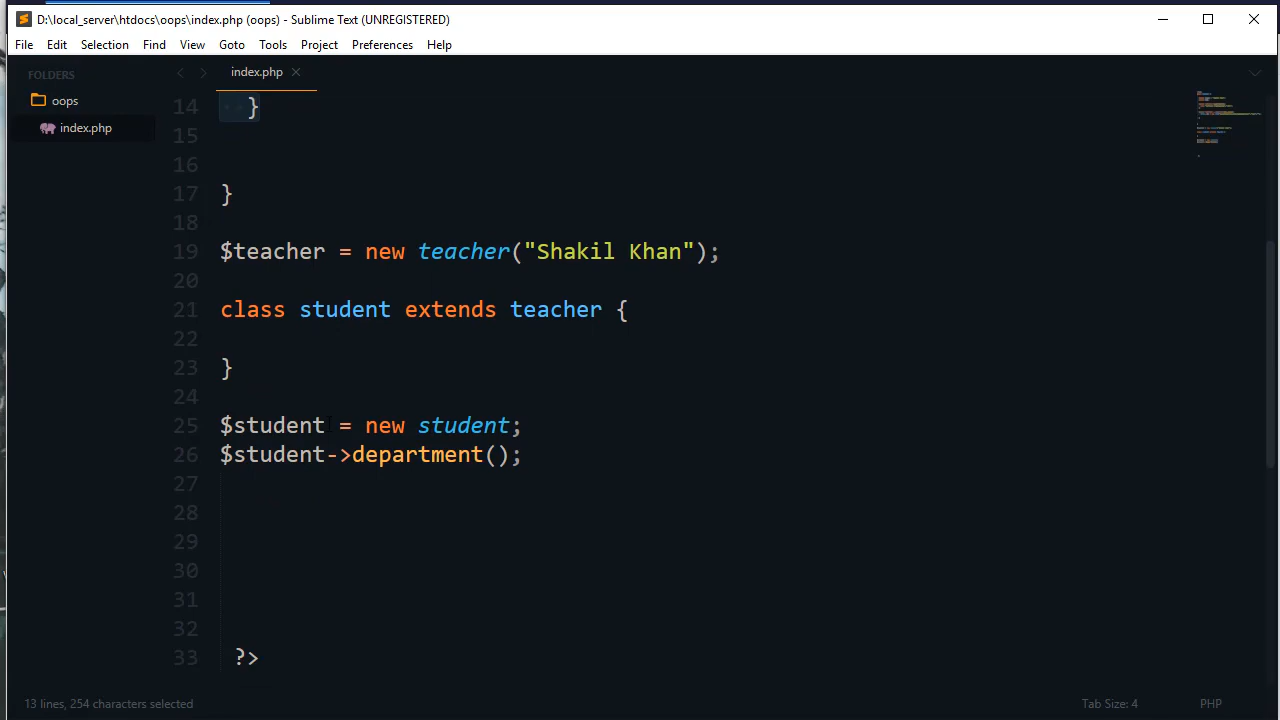 D:\local_server\htdocs\oops\index.php (oops) - Sublime Text (UNREGISTERED)
File Edit Selection Find View Goto Tools Project Preferences Help
FOLDERS
oops
index.php
index.php
14 }
15
16
17 }
18
19 $teacher = new teacher("Shakil Khan");
20
21 class student extends teacher {
22
23 }
24
25 $student = new student;
26 $student->department();
27
28
29
30
31
32
33 ?>
13 lines, 254 characters selected
Tab Size: 4
PHP